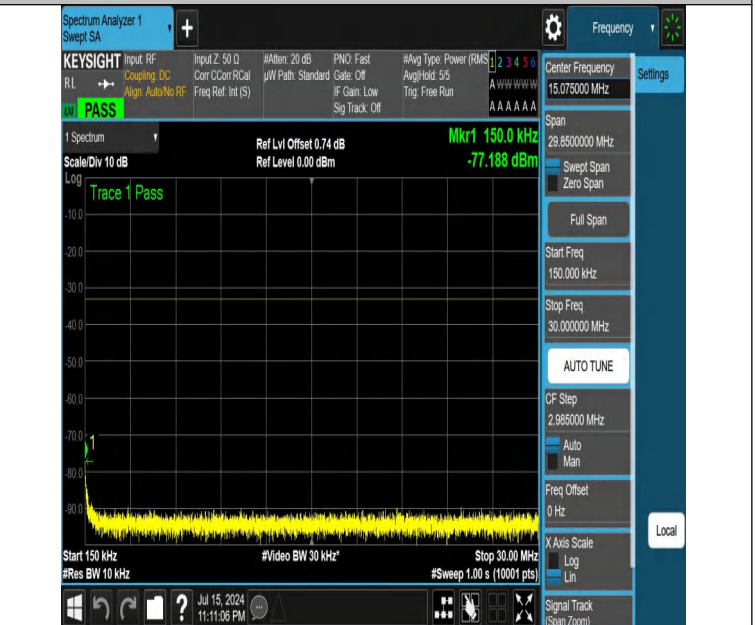 Spectrum Analyzer 1
Swept SA
+
Frequency
KEYSIGHT
RL
PASS
Input: RF
Coupling: DC
Align: Auto/No RF
Input Z: 50 Ω
Corr CCorr RCal
Freq Ref: Int (S)
#Atten: 20 dB
µW Path: Standard
PNO: Fast
Gate: Off
IF Gain: Low
Sig Track: Off
#Avg Type: Power (RMS
Avg|Hold: 5/5
Trig: Free Run
1 2 3 4 5 6
A W W W W W
A A A A A A
1 Spectrum
Scale/Div 10 dB
Ref Lvl Offset 0.74 dB
Ref Level 0.00 dBm
Mkr1 150.0 kHz
-77.188 dBm
Log
Trace 1 Pass
-10.0
-20.0
-30.0
-40.0
-50.0
-60.0
-70.0
1
-80.0
-90.0
Start 150 kHz
#Video BW 30 kHz*
Stop 30.00 MHz
#Res BW 10 kHz
#Sweep 1.00 s (10001 pts)
?
Jul 15, 2024
11:11:06 PM
Center Frequency
15.075000 MHz
Settings
Span
29.8500000 MHz
Swept Span
Zero Span
Full Span
Start Freq
150.000 kHz
Stop Freq
30.000000 MHz
AUTO TUNE
CF Step
2.985000 MHz
Auto
Man
Freq Offset
0 Hz
X Axis Scale
Log
Lin
Signal Track
(Span Zoom)
Local